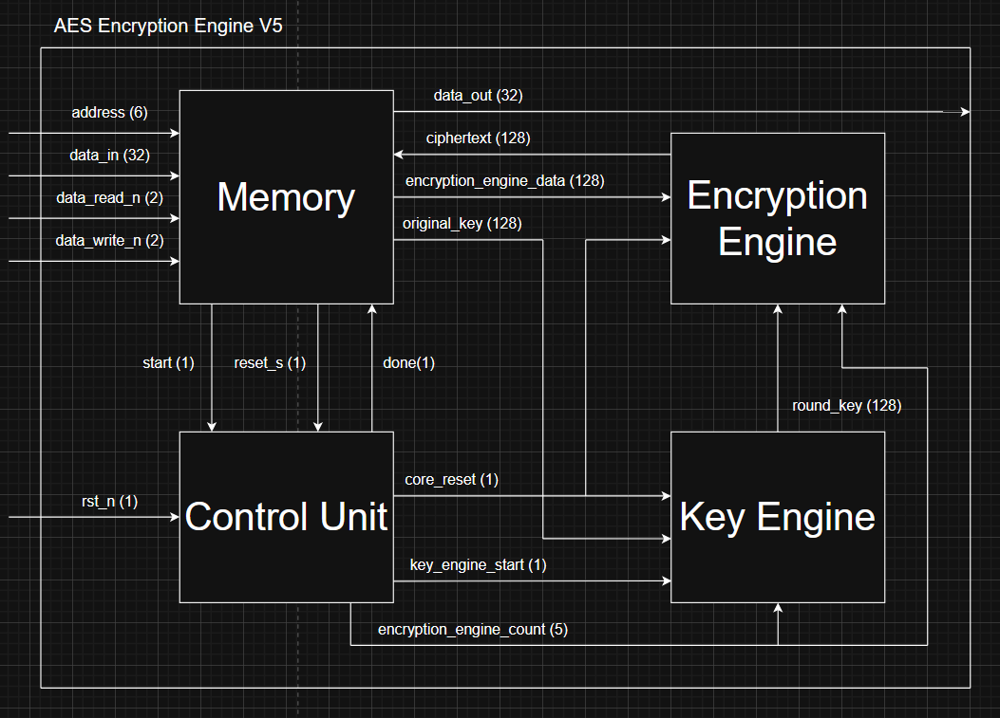 AES Encryption Engine V5
address (6)
data_in (32)
data_read_n (2)
data_write_n (2)
Memory
data_out (32)
ciphertext (128)
encryption_engine_data (128)
original_key (128)
Encryption
Engine
start (1)
reset_s (1)
done(1)
round_key (128)
rst_n (1)
Control Unit
core_reset (1)
key_engine_start (1)
Key Engine
encryption_engine_count (5)